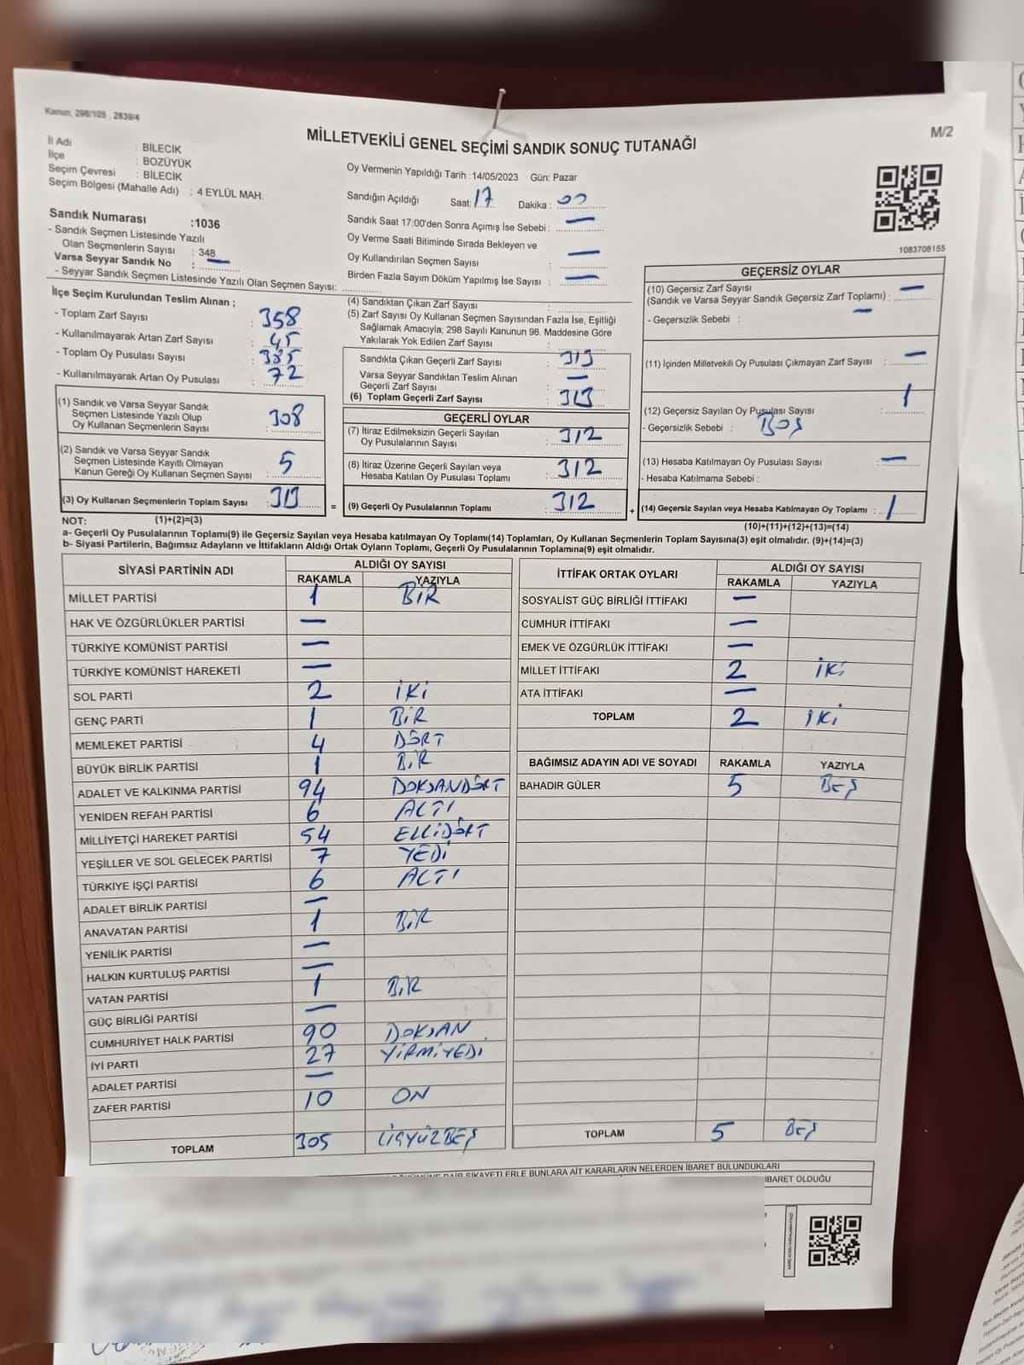 Kanun, 298/105 , 2839/4
M/2
MİLLETVEKİLİ GENEL SEÇİMİ SANDIK SONUÇ TUTANAĞI
İl Adı : BİLECİK
İlçe : BOZÜYÜK
Seçim Çevresi : BİLECİK
Seçim Bölgesi (Mahalle Adı) : 4 EYLÜL MAH.
Oy Vermenin Yapıldığı Tarih :14/05/2023 Gün: Pazar
Sandığın Açıldığı Saat: 17 Dakika : 00
Sandık Saat 17:00'den Sonra Açılmış İse Sebebi : —
Oy Verme Saati Bitiminde Sırada Bekleyen ve
Oy Kullandırılan Seçmen Sayısı : —
Birden Fazla Sayım Döküm Yapılmış İse Sayısı : —
1083708155
Sandık Numarası :1036
- Sandık Seçmen Listesinde Yazılı
Olan Seçmenlerin Sayısı : 348
Varsa Seyyar Sandık No : —
- Seyyar Sandık Seçmen Listesinde Yazılı Olan Seçmen Sayısı:
İlçe Seçim Kurulundan Teslim Alınan ;
- Toplam Zarf Sayısı : 358
- Kullanılmayarak Artan Zarf Sayısı : 45
- Toplam Oy Pusulası Sayısı : 385
- Kullanılmayarak Artan Oy Pusulası : 72
(1) Sandık ve Varsa Seyyar Sandık
Seçmen Listesinde Yazılı Olup
Oy Kullanan Seçmenlerin Sayısı : 308
(2) Sandık ve Varsa Seyyar Sandık
Seçmen Listesinde Kayıtlı Olmayan
Kanun Gereği Oy Kullanan Seçmen Sayısı : 5
(3) Oy Kullanan Seçmenlerin Toplam Sayısı : 313
(4) Sandıktan Çıkan Zarf Sayısı :
(5) Zarf Sayısı Oy Kullanan Seçmen Sayısından Fazla İse, Eşitliği
Sağlamak Amacıyla; 298 Sayılı Kanunun 98. Maddesine Göre
Yakılarak Yok Edilen Zarf Sayısı :
Sandıkta Çıkan Geçerli Zarf Sayısı : 313
Varsa Seyyar Sandıktan Teslim Alınan
Geçerli Zarf Sayısı : —
(6) Toplam Geçerli Zarf Sayısı : 313
GEÇERLİ OYLAR
(7) İtiraz Edilmeksizin Geçerli Sayılan
Oy Pusulalarının Sayısı : 312
(8) İtiraz Üzerine Geçerli Sayılan veya
Hesaba Katılan Oy Pusulası Toplamı : 312
= (9) Geçerli Oy Pusulalarının Toplamı : 312
GEÇERSİZ OYLAR
(10) Geçersiz Zarf Sayısı
(Sandık ve Varsa Seyyar Sandık Geçersiz Zarf Toplamı) : —
- Geçersizlik Sebebi : —
(11) İçinden Milletvekili Oy Pusulası Çıkmayan Zarf Sayısı : —
(12) Geçersiz Sayılan Oy Pusulası Sayısı : 1
- Geçersizlik Sebebi : BOŞ
(13) Hesaba Katılmayan Oy Pusulası Sayısı : —
- Hesaba Katılmama Sebebi :
+ (14) Geçersiz Sayılan veya Hesaba Katılmayan Oy Toplamı : 1
NOT: (1)+(2)=(3) (10)+(11)+(12)+(13)=(14)
a- Geçerli Oy Pusulalarının Toplamı(9) ile Geçersiz Sayılan veya Hesaba katılmayan Oy Toplamı(14) Toplamları, Oy Kullanan Seçmenlerin Toplam Sayısına(3) eşit olmalıdır. (9)+(14)=(3)
b- Siyasi Partilerin, Bağımsız Adayların ve İttifakların Aldığı Ortak Oyların Toplamı, Geçerli Oy Pusulalarının Toplamına(9) eşit olmalıdır.
SİYASİ PARTİNİN ADI ALDIĞI OY SAYISI
RAKAMLA YAZIYLA
MİLLET PARTİSİ 1 BİR
HAK VE ÖZGÜRLÜKLER PARTİSİ —
TÜRKİYE KOMÜNİST PARTİSİ —
TÜRKİYE KOMÜNİST HAREKETİ —
SOL PARTİ 2 İKİ
GENÇ PARTİ 1 BİR
MEMLEKET PARTİSİ 4 DÖRT
BÜYÜK BİRLİK PARTİSİ 1 BİR
ADALET VE KALKINMA PARTİSİ 94 DOKSANDÖRT
YENİDEN REFAH PARTİSİ 6 ALTI
MİLLİYETÇİ HAREKET PARTİSİ 54 ELLİDÖRT
YEŞİLLER VE SOL GELECEK PARTİSİ 7 YEDİ
TÜRKİYE İŞÇİ PARTİSİ 6 ALTI
ADALET BİRLİK PARTİSİ —
ANAVATAN PARTİSİ 1 BİR
YENİLİK PARTİSİ —
HALKIN KURTULUŞ PARTİSİ —
VATAN PARTİSİ 1 BİR
GÜÇ BİRLİĞİ PARTİSİ —
CUMHURİYET HALK PARTİSİ 90 DOKSAN
İYİ PARTİ 27 YİRMİYEDİ
ADALET PARTİSİ —
ZAFER PARTİSİ 10 ON
TOPLAM 305 ÜÇYÜZBEŞ
İTTİFAK ORTAK OYLARI ALDIĞI OY SAYISI
RAKAMLA YAZIYLA
SOSYALİST GÜÇ BİRLİĞİ İTTİFAKI —
CUMHUR İTTİFAKI —
EMEK VE ÖZGÜRLÜK İTTİFAKI —
MİLLET İTTİFAKI 2 İKİ
ATA İTTİFAKI —
TOPLAM 2 İKİ
BAĞIMSIZ ADAYIN ADI VE SOYADI RAKAMLA YAZIYLA
BAHADIR GÜLER 5 BEŞ
TOPLAM 5 BEŞ
ŞİKAYETLERLE BUNLARA AİT KARARLARIN NELERDEN İBARET BULUNDUKLARI
İBARET OLDUĞU